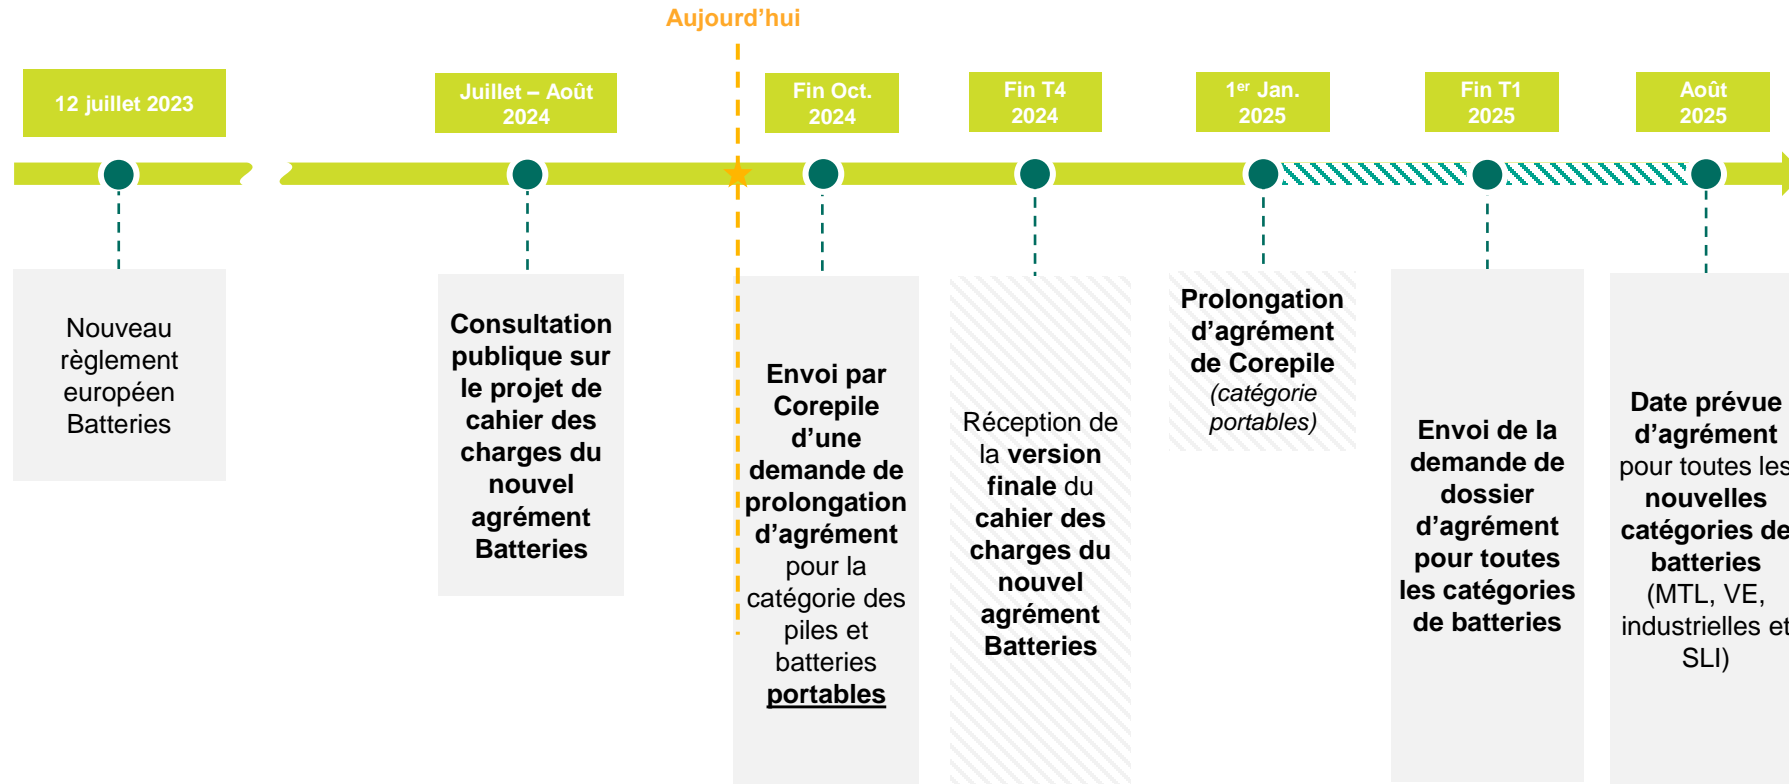 Aujourd’hui
12 juillet 2023
Juillet – Août
2024
Fin Oct.
2024
Fin T4
2024
1er Jan.
2025
Fin T1
2025
Août
2025
Nouveau
règlement
européen
Batteries
Consultation
publique sur
le projet de
cahier des
charges du
nouvel
agrément
Batteries
Envoi par
Corepile
d’une
demande de
prolongation
d’agrément
pour la
catégorie des
piles et
batteries
portables
Réception de
la version
finale du
cahier des
charges du
nouvel
agrément
Batteries
Prolongation
d’agrément
de Corepile
(catégorie
portables)
Envoi de la
demande de
dossier
d’agrément
pour toutes
les catégories
de batteries
Date prévue
d’agrément
pour toutes les
nouvelles
catégories de
batteries
(MTL, VE,
industrielles et
SLI)